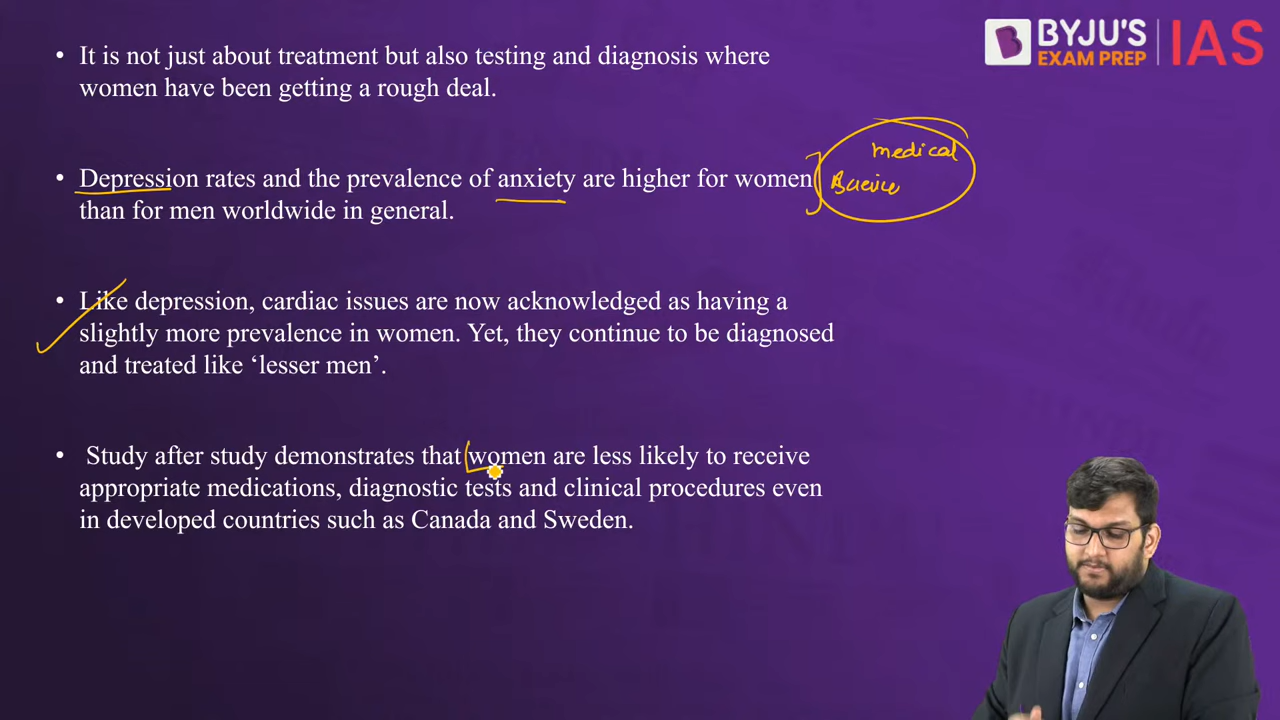 BYJU'S
EXAM PREP
IAS
• It is not just about treatment but also testing and diagnosis where
women have been getting a rough deal.
• Depression rates and the prevalence of anxiety are higher for women
than for men worldwide in general.
medical
• Like depression, cardiac issues are now acknowledged as having a
slightly more prevalence in women. Yet, they continue to be diagnosed
and treated like ‘lesser men’.
• Study after study demonstrates that women are less likely to receive
appropriate medications, diagnostic tests and clinical procedures even
in developed countries such as Canada and Sweden.